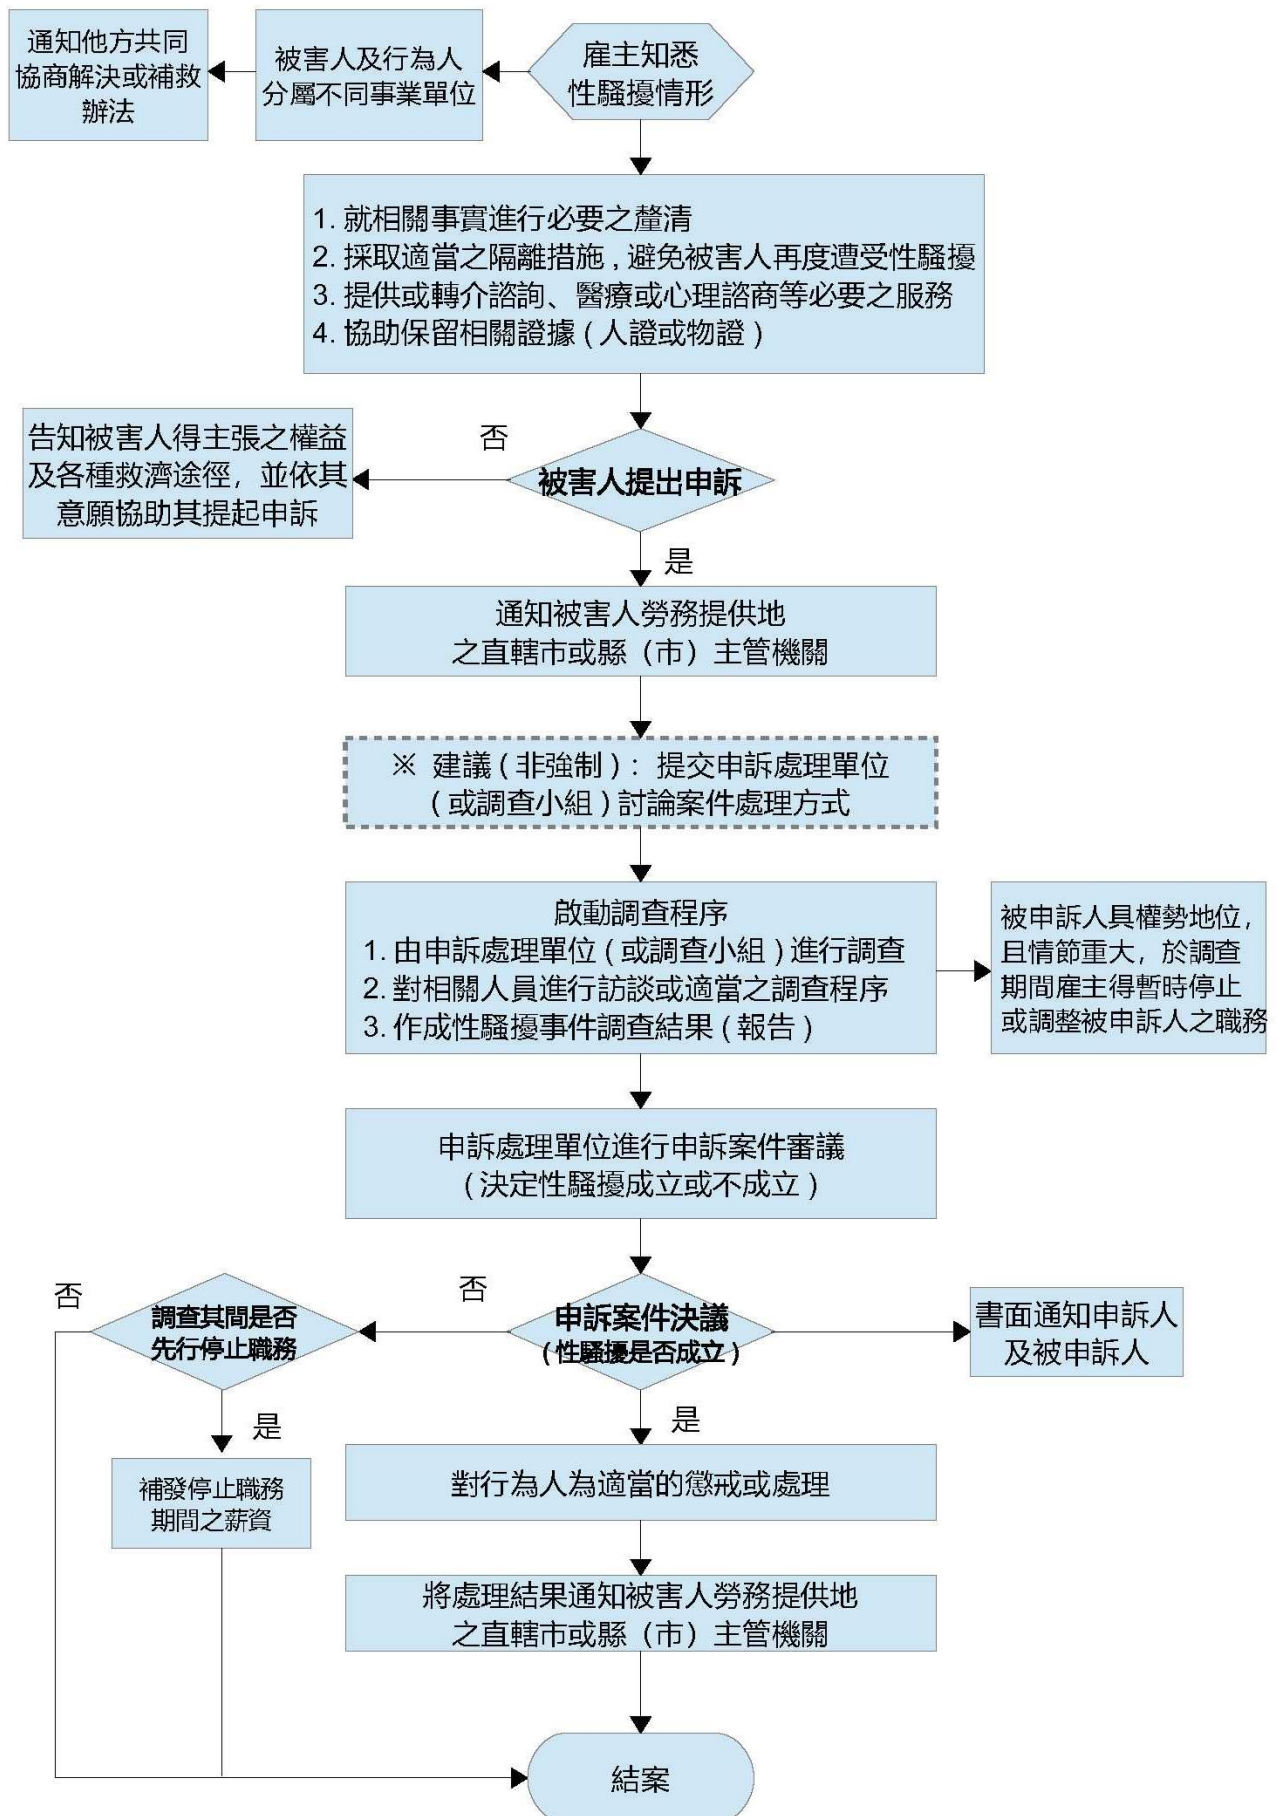 通知他方共同
協商解決或補救
辦法
被害人及行為人
分屬不同事業單位
雇主知悉
性騷擾情形
1. 就相關事實進行必要之釐清
2. 採取適當之隔離措施 , 避免被害人再度遭受性騷擾
3. 提供或轉介諮詢、醫療或心理諮商等必要之服務
4. 協助保留相關證據 ( 人證或物證 )
告知被害人得主張之權益
及各種救濟途徑，並依其
意願協助其提起申訴
否
被害人提出申訴
是
通知被害人勞務提供地
之直轄市或縣（市）主管機關
※ 建議 ( 非強制 ) ：提交申訴處理單位
( 或調查小組 ) 討論案件處理方式
啟動調查程序
1. 由申訴處理單位 ( 或調查小組 ) 進行調查
2. 對相關人員進行訪談或適當之調查程序
3. 作成性騷擾事件調查結果 ( 報告 )
被申訴人具權勢地位，
且情節重大，於調查
期間雇主得暫時停止
或調整被申訴人之職務
申訴處理單位進行申訴案件審議
( 決定性騷擾成立或不成立 )
否
調查其間是否
先行停止職務
否
申訴案件決議
( 性騷擾是否成立 )
書面通知申訴人
及被申訴人
是
補發停止職務
期間之薪資
是
對行為人為適當的懲戒或處理
將處理結果通知被害人勞務提供地
之直轄市或縣（市）主管機關
結案